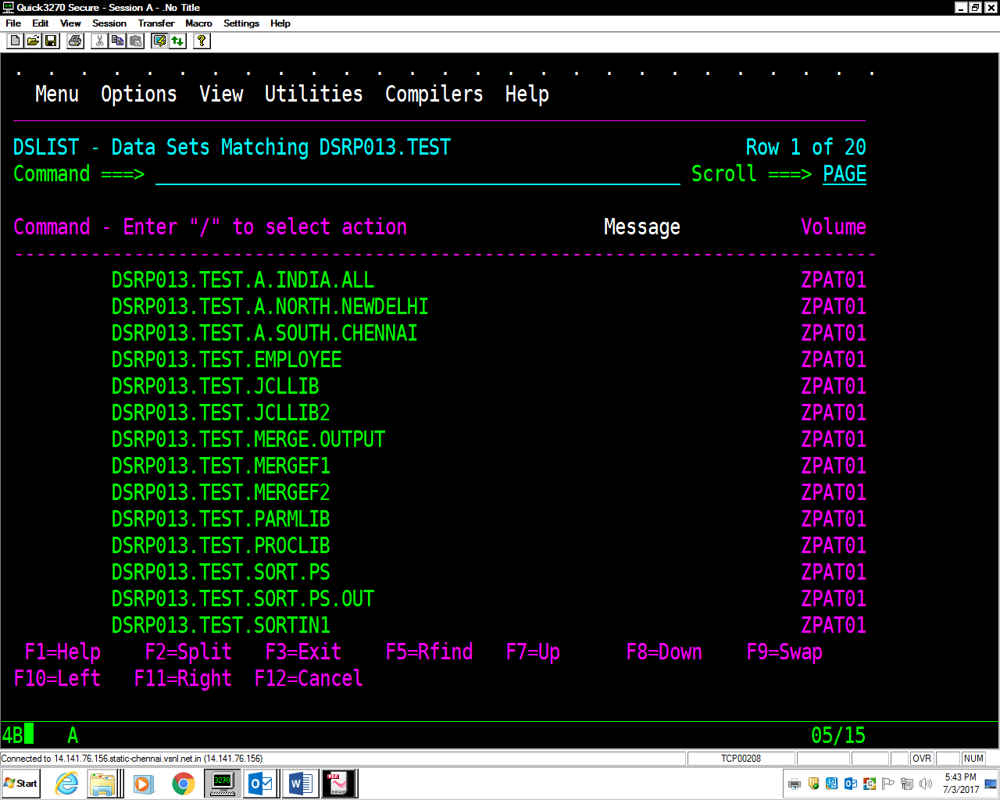 Quick3270 Secure - Session A - .No Title
File Edit View Session Transfer Macro Settings Help
. . . . . . . . . . . . . . . . . . . . . . . . . . .
Menu Options View Utilities Compilers Help
DSLIST - Data Sets Matching DSRP013.TEST Row 1 of 20
Command ===> Scroll ===> PAGE
Command - Enter "/" to select action Message Volume
-------------------------------------------------------------------------------
DSRP013.TEST.A.INDIA.ALL ZPAT01
DSRP013.TEST.A.NORTH.NEWDELHI ZPAT01
DSRP013.TEST.A.SOUTH.CHENNAI ZPAT01
DSRP013.TEST.EMPLOYEE ZPAT01
DSRP013.TEST.JCLLIB ZPAT01
DSRP013.TEST.JCLLIB2 ZPAT01
DSRP013.TEST.MERGE.OUTPUT ZPAT01
DSRP013.TEST.MERGEF1 ZPAT01
DSRP013.TEST.MERGEF2 ZPAT01
DSRP013.TEST.PARMLIB ZPAT01
DSRP013.TEST.PROCLIB ZPAT01
DSRP013.TEST.SORT.PS ZPAT01
DSRP013.TEST.SORT.PS.OUT ZPAT01
DSRP013.TEST.SORTIN1 ZPAT01
F1=Help F2=Split F3=Exit F5=Rfind F7=Up F8=Down F9=Swap
F10=Left F11=Right F12=Cancel
4B A 05/15
Connected to 14.141.76.156.static-chennai.vsnl.net.in (14.141.76.156) TCP00208 OVR NUM
Start 3270 5:43 PM
7/3/2017